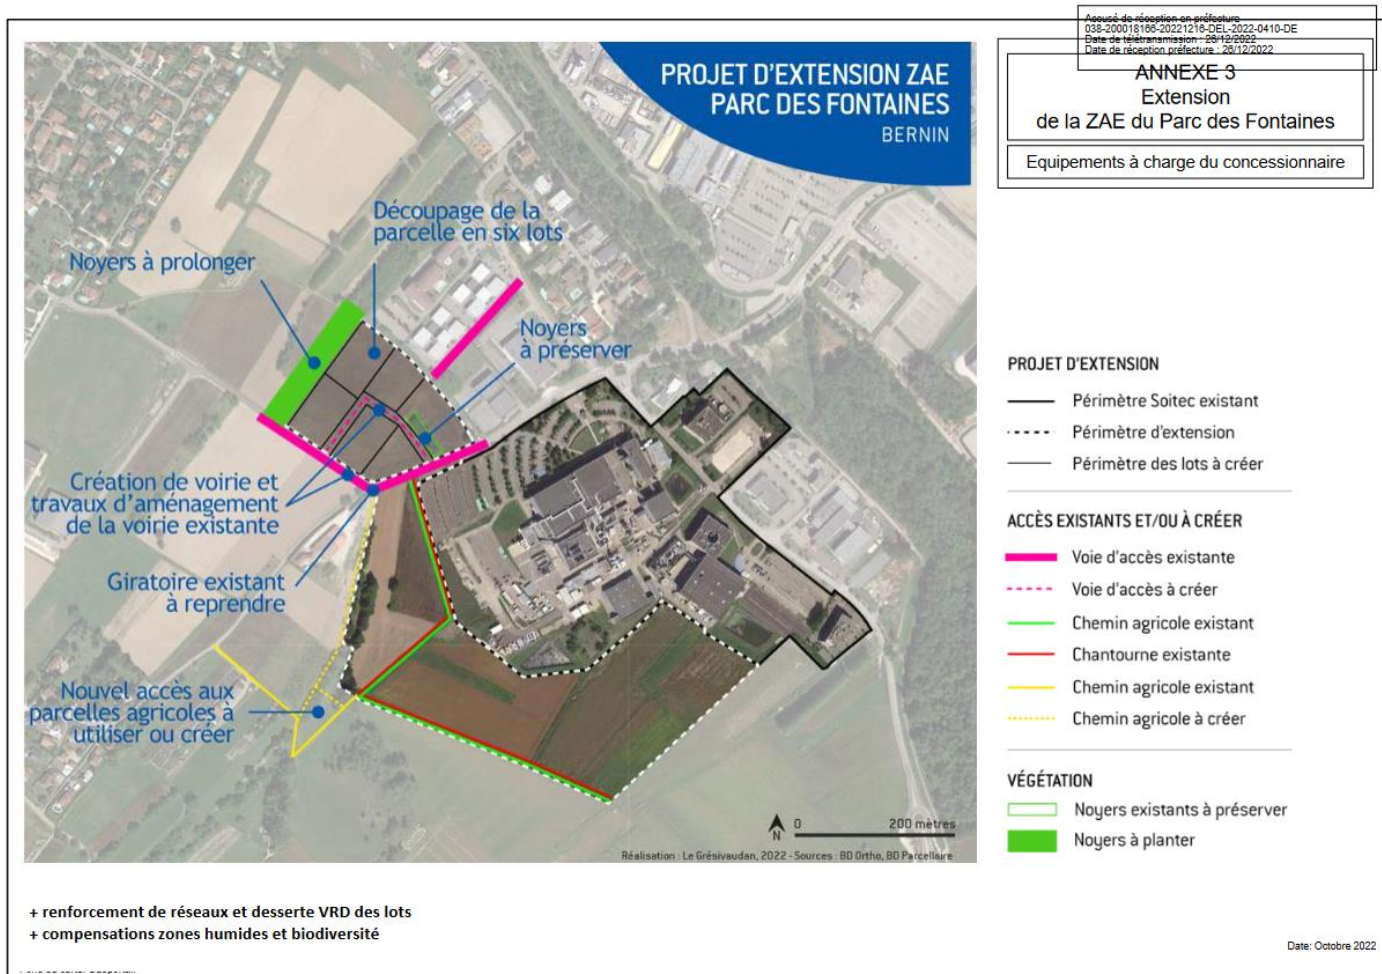 Accusé de réception en préfecture
038-200018166-20221216-DEL-2022-0410-DE
Date de télétransmission : 26/12/2022
Date de réception préfecture : 26/12/2022
ANNEXE 3
Extension
de la ZAE du Parc des Fontaines
Equipements à charge du concessionnaire
PROJET D'EXTENSION ZAE
PARC DES FONTAINES
BERNIN
Découpage de la
parcelle en six lots
Noyers à prolonger
Noyers
à préserver
Création de voirie et
travaux d'aménagement
de la voirie existante
Giratoire existant
à reprendre
Nouvel accès aux
parcelles agricoles à
utiliser ou créer
N
0 200 mètres
Réalisation : Le Grésivaudan, 2022 - Sources : BD Ortho, BD Parcellaire
PROJET D'EXTENSION
Périmètre Soitec existant
Périmètre d'extension
Périmètre des lots à créer
ACCÈS EXISTANTS ET/OU À CRÉER
Voie d'accès existante
Voie d'accès à créer
Chemin agricole existant
Chantourne existante
Chemin agricole existant
Chemin agricole à créer
VÉGÉTATION
Noyers existants à préserver
Noyers à planter
+ renforcement de réseaux et desserte VRD des lots
+ compensations zones humides et biodiversité
Date: Octobre 2022